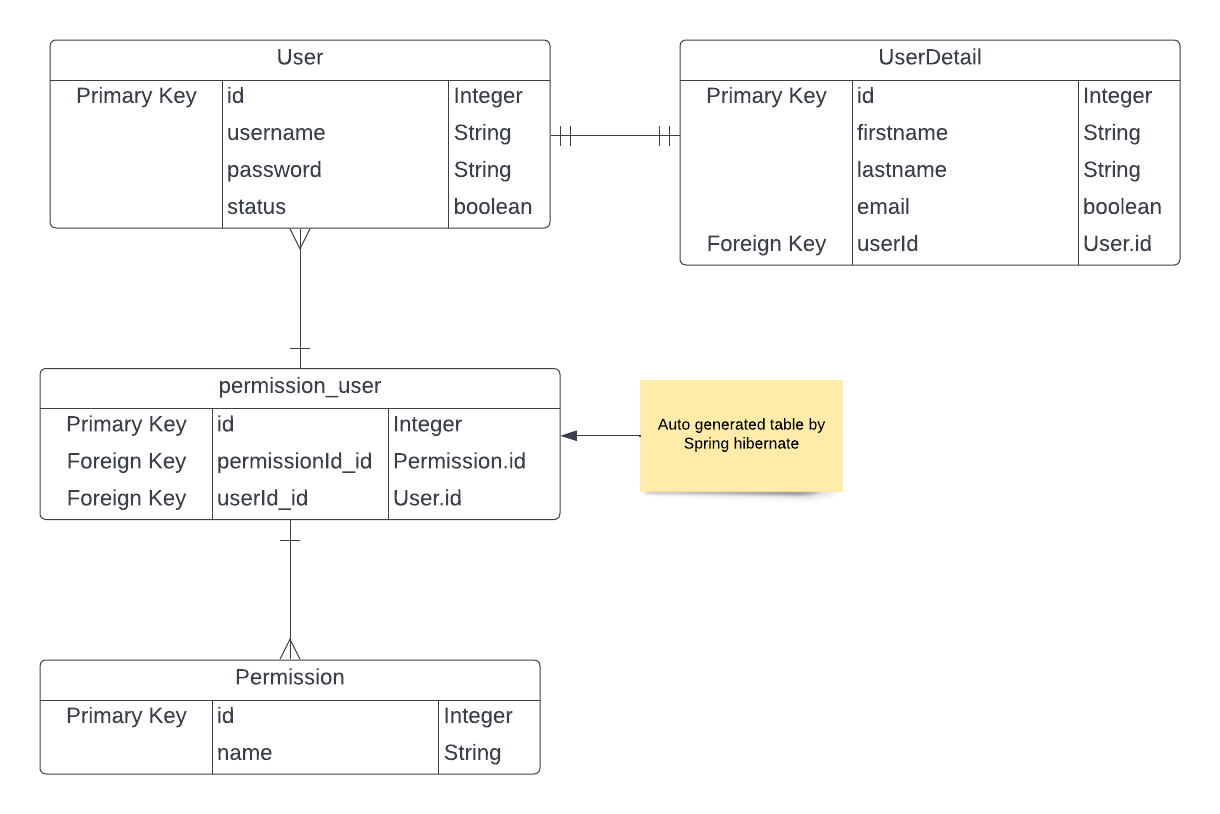 User
Primary Key id Integer
username String
password String
status boolean
UserDetail
Primary Key id Integer
firstname String
lastname String
email boolean
Foreign Key userId User.id
permission_user
Primary Key id Integer
Foreign Key permissionId_id Permission.id
Foreign Key userId_id User.id
Auto generated table by
Spring hibernate
Permission
Primary Key id Integer
name String